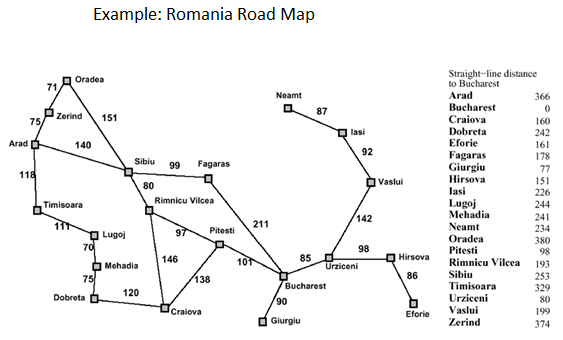 Example: Romania Road Map
Oradea
71
Neamt
Zerind
87
75
151
Iasi
Arad
140
92
Sibiu
99
Fagaras
118
80
Vaslui
Rimnicu Vilcea
Timisoara
111
Lugoj
97
Pitesti
211
142
70
98
Hirsova
Mehadia
146
101
85
Urziceni
75
138
86
Bucharest
120
90
Dobreta
Craiova
Giurgiu
Eforie
Straight−line distance
to Bucharest
Arad 366
Bucharest 0
Craiova 160
Dobreta 242
Eforie 161
Fagaras 178
Giurgiu 77
Hirsova 151
Iasi 226
Lugoj 244
Mehadia 241
Neamt 234
Oradea 380
Pitesti 98
Rimnicu Vilcea 193
Sibiu 253
Timisoara 329
Urziceni 80
Vaslui 199
Zerind 374